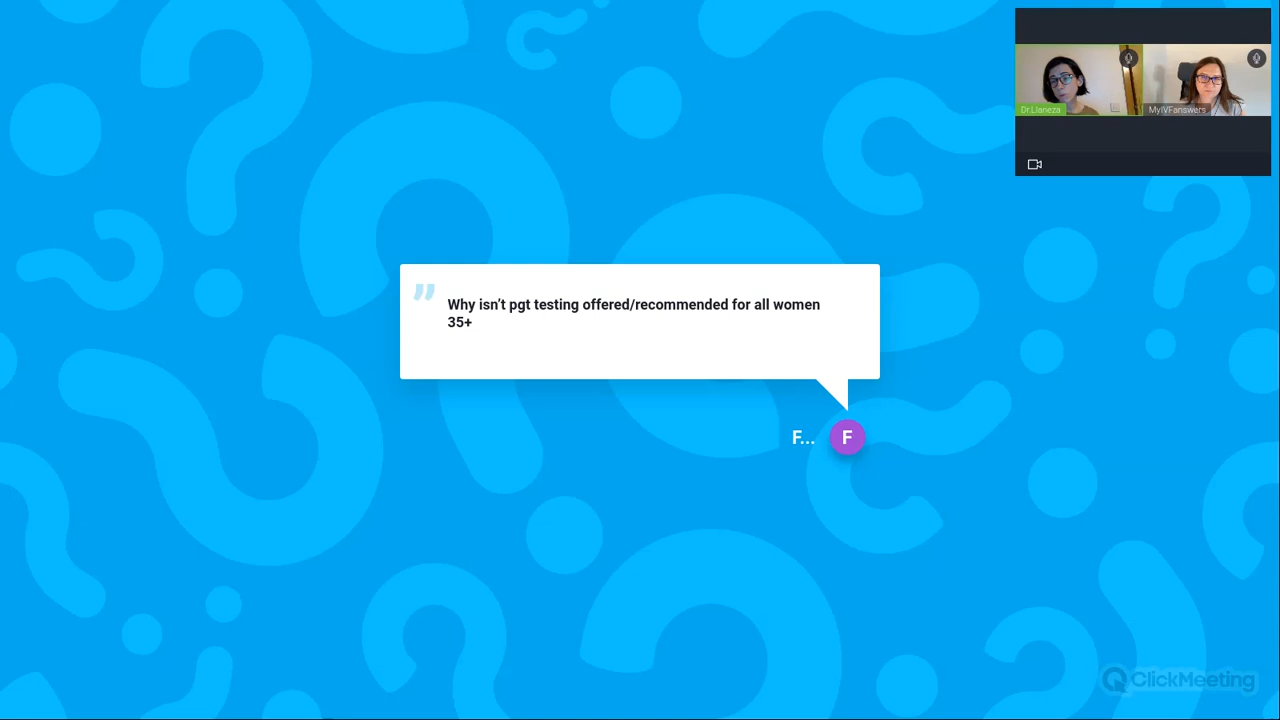 Dr.Llaneza
MyIVFanswers
” Why isn’t pgt testing offered/recommended for all women
35+
F... F
ClickMeeting